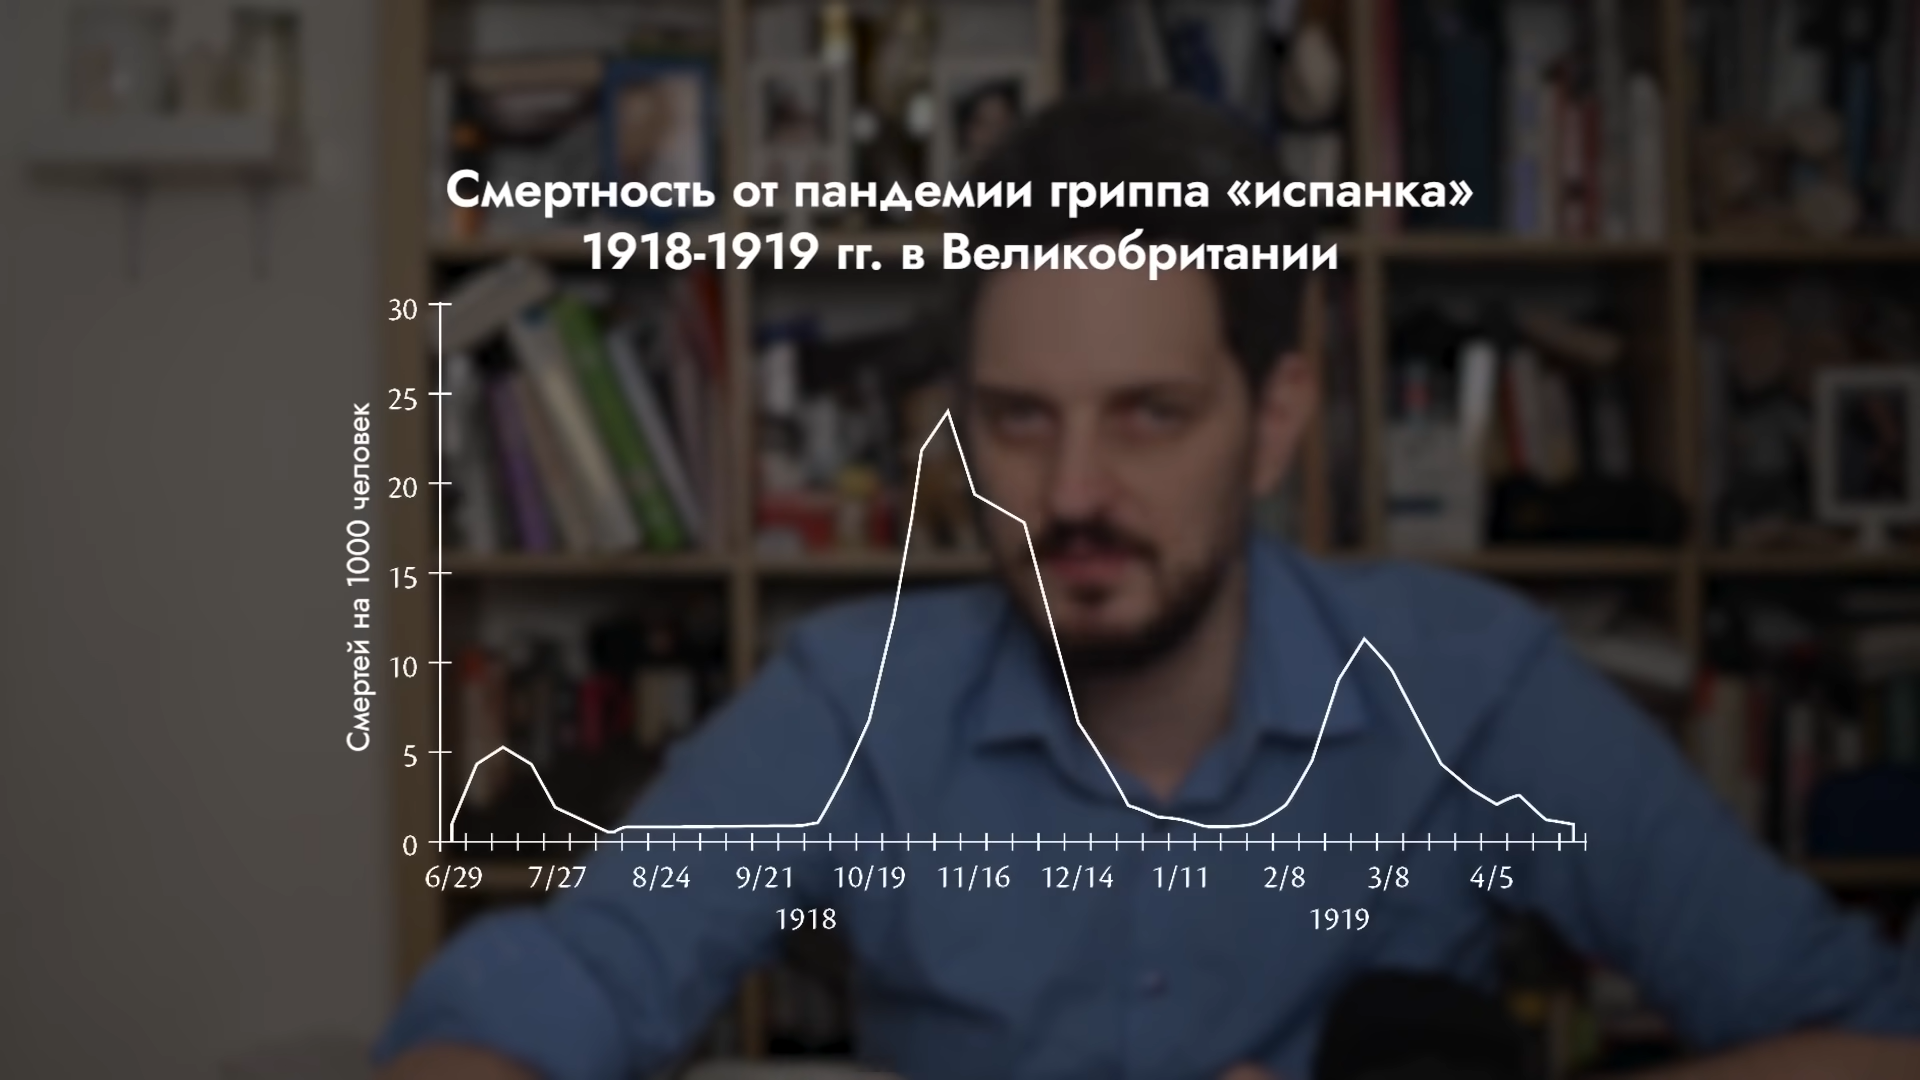 Смертность от пандемии гриппа «испанка»
1918-1919 гг. в Великобритании
Смертей на 1000 человек
30
25
20
15
10
5
0
6/29 7/27 8/24 9/21 10/19 11/16 12/14 1/11 2/8 3/8 4/5
1918 1919